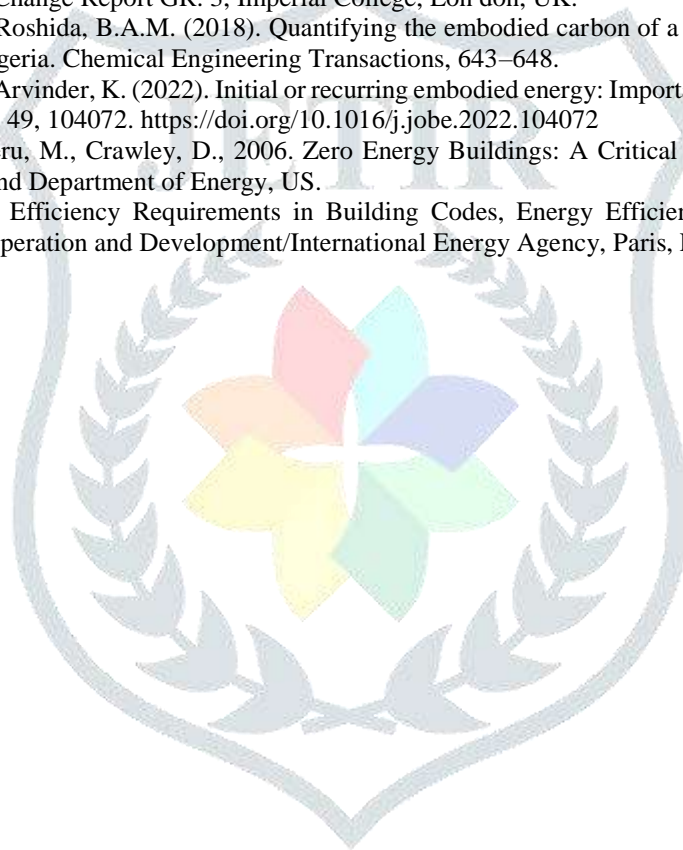 Change Report GR. 3, Imperial College, Lon don, UK.
Roshida, B.A.M. (2018). Quantifying the embodied carbon of a
geria. Chemical Engineering Transactions, 643–648.
Arvinder, K. (2022). Initial or recurring embodied energy: Import
49, 104072. https://doi.org/10.1016/j.jobe.2022.104072
ru, M., Crawley, D., 2006. Zero Energy Buildings: A Critical
nd Department of Energy, US.
Efficiency Requirements in Building Codes, Energy Efficien
peration and Development/International Energy Agency, Paris,
JETIR